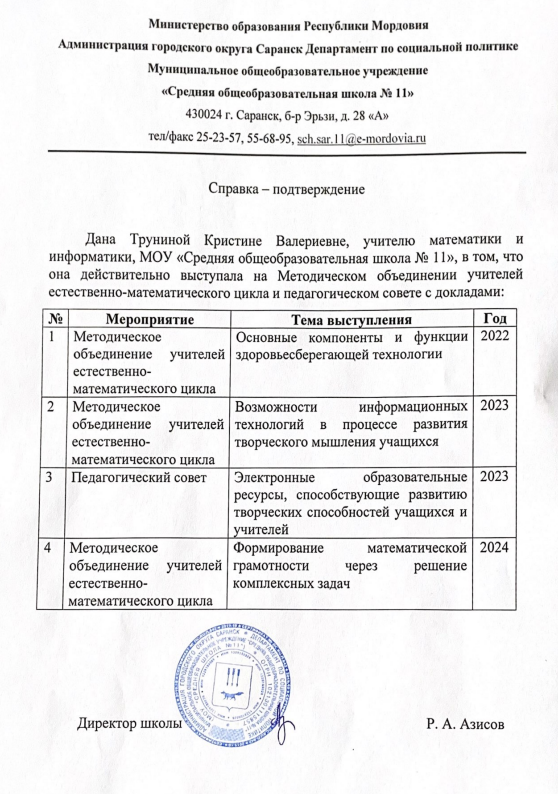 Министерство образования Республики Мордовия
Администрация городского округа Саранск Департамент по социальной политике
Муниципальное общеобразовательное учреждение
«Средняя общеобразовательная школа № 11»
430024 г. Саранск, б-р Эрьзи, д. 28 «А»
тел/факс 25-23-57, 55-68-95, sch.sar.11@e-mordovia.ru
Справка – подтверждение
Дана Труниной Кристине Валериевне, учителю математики и
информатики, МОУ «Средняя общеобразовательная школа № 11», в том, что
она действительно выступала на Методическом объединении учителей
естественно-математического цикла и педагогическом совете с докладами:
№ Мероприятие Тема выступления Год
1 Методическое Основные компоненты и функции 2022
объединение учителей здоровьесберегающей технологии
естественно-
математического цикла
2 Методическое Возможности информационных 2023
объединение учителей технологий в процессе развития
естественно- творческого мышления учащихся
математического цикла
3 Педагогический совет Электронные образовательные 2023
ресурсы, способствующие развитию
творческих способностей учащихся и
учителей
4 Методическое Формирование математической 2024
объединение учителей грамотности через решение
естественно- комплексных задач
математического цикла
Директор школы Р. А. Азисов